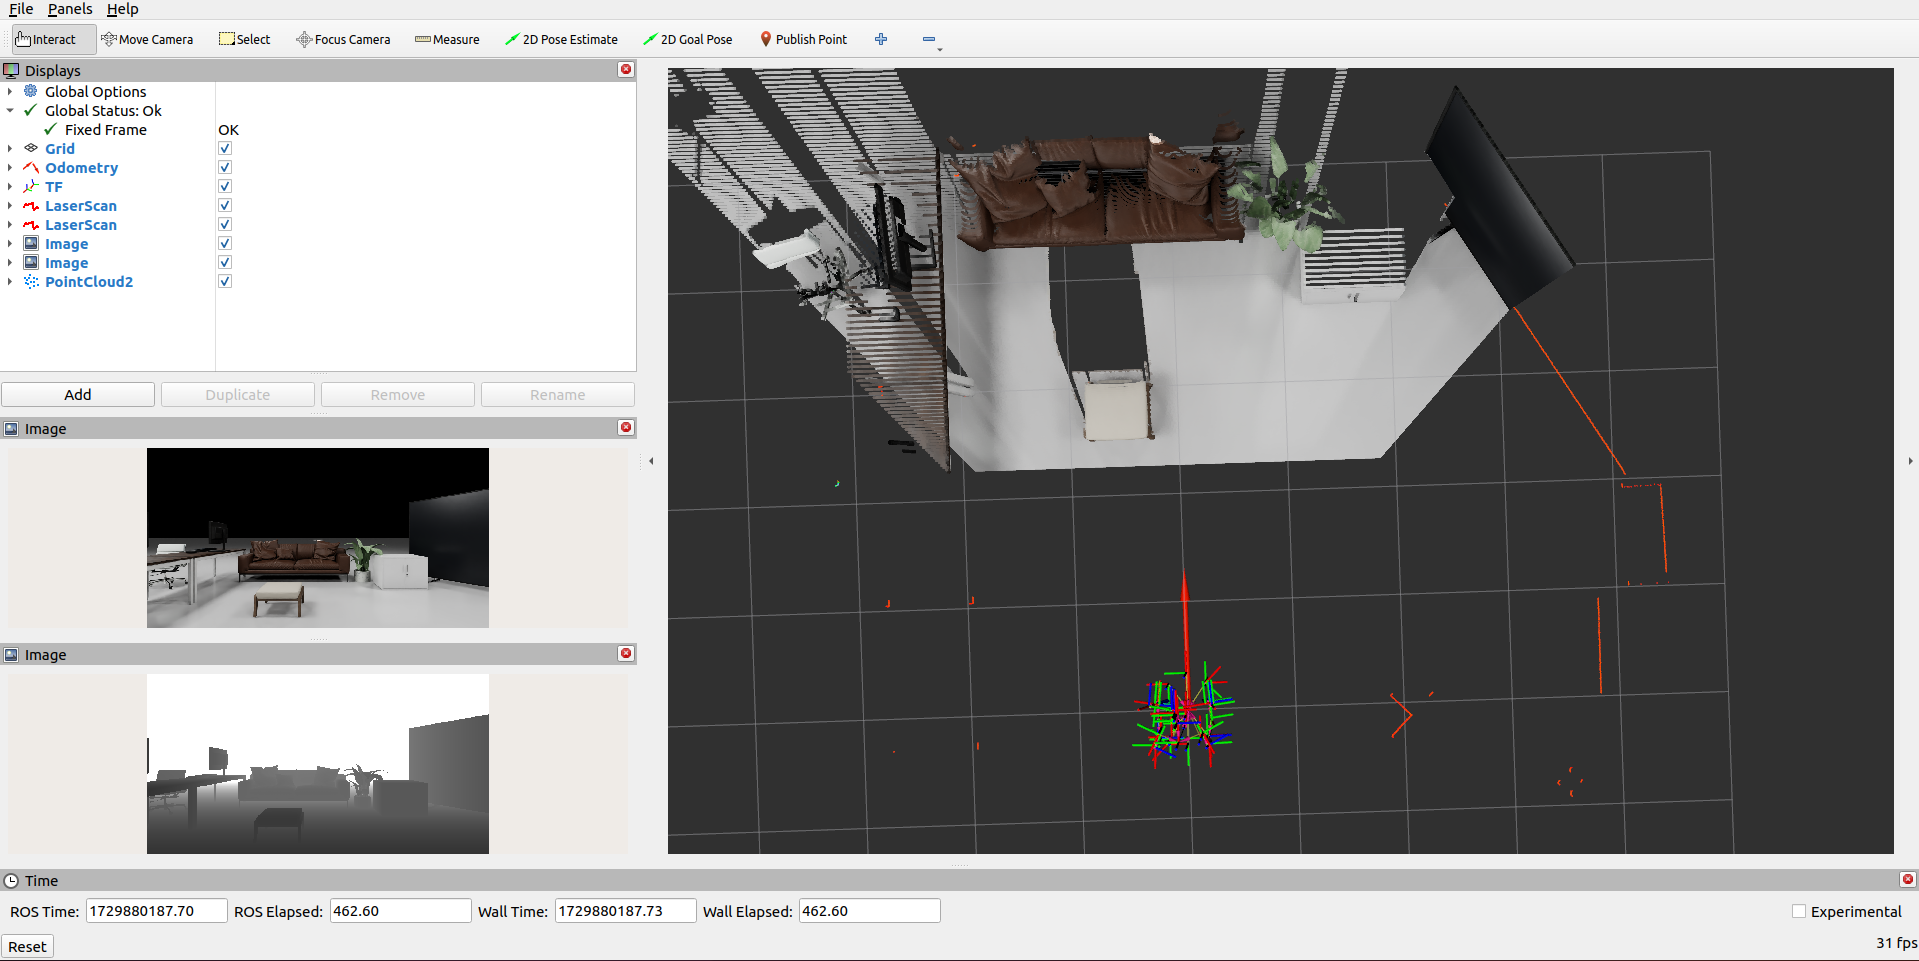 File Panels Help
Interact Move Camera Select Focus Camera Measure 2D Pose Estimate 2D Goal Pose Publish Point
Displays
Global Options
Global Status: Ok
Fixed Frame OK
Grid
Odometry
TF
LaserScan
LaserScan
Image
Image
PointCloud2
Add Duplicate Remove Rename
Image
Image
Time
ROS Time: 1729880187.70 ROS Elapsed: 462.60 Wall Time: 1729880187.73 Wall Elapsed: 462.60 Experimental
Reset 31 fps